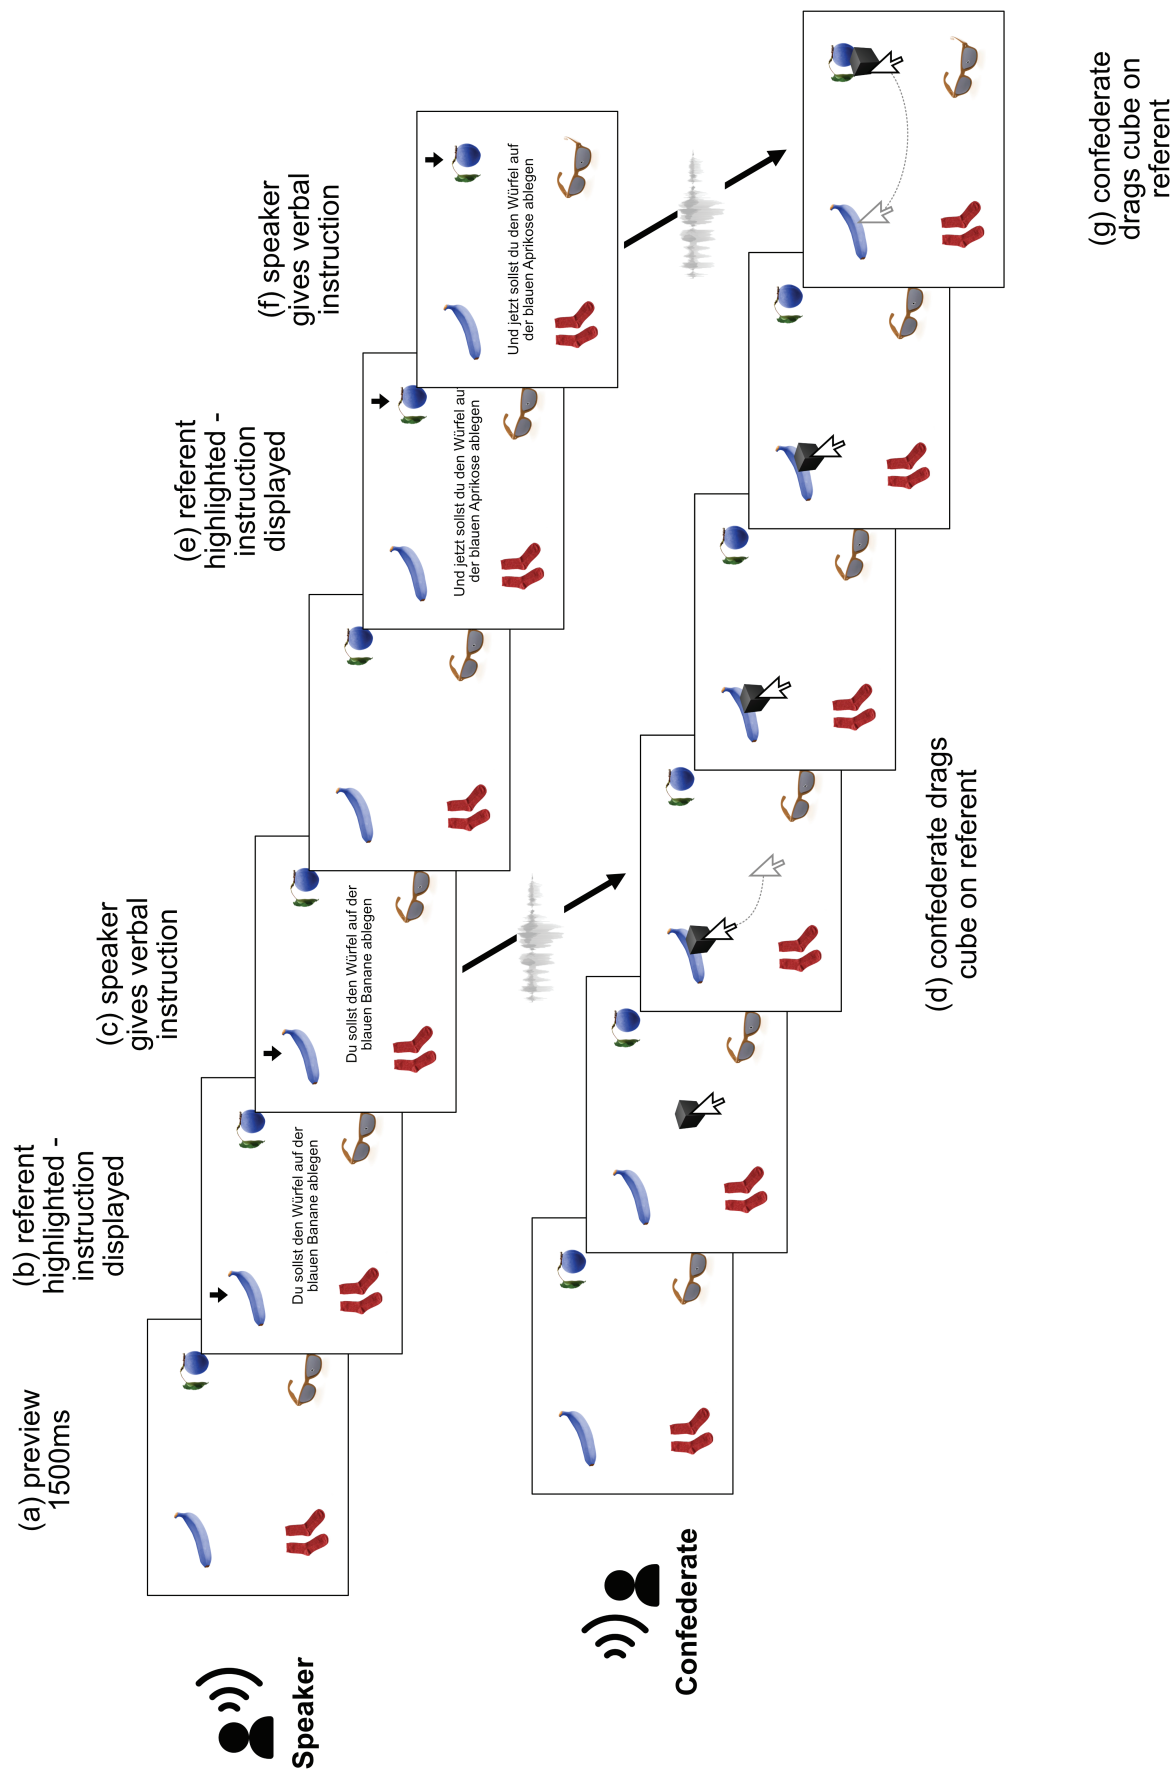 (a) preview
1500ms
(b) referent
highlighted -
instruction
displayed
(c) speaker
gives verbal
instruction
(e) referent
highlighted -
instruction
displayed
(f) speaker
gives verbal
instruction
Speaker
Du sollst den Würfel auf der
blauen Banane ablegen
Du sollst den Würfel auf der
blauen Banane ablegen
Und jetzt sollst du den Würfel auf
der blauen Aprikose ablegen
Und jetzt sollst du den Würfel auf
der blauen Aprikose ablegen
Confederate
(d) confederate drags
cube on referent
(g) confederate
drags cube on
referent